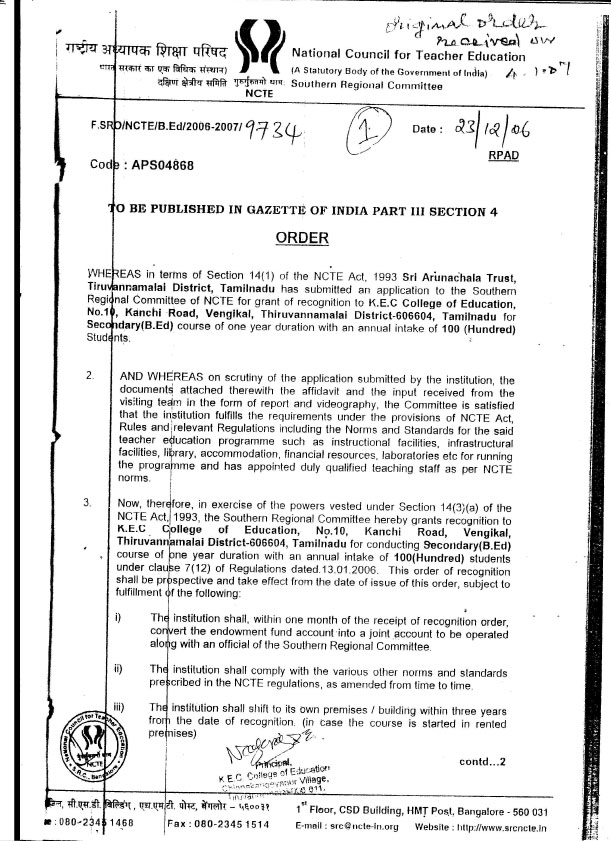 Original order
received on
4.1.07
राष्ट्रीय अध्यापक शिक्षा परिषद
भारत सरकार का एक विधिक संस्थान)
दक्षिण क्षेत्रीय समिति
गुरुर्गुरुतमो धाम
NCTE
National Council for Teacher Education
(A Statutory Body of the Government of India)
Southern Regional Committee
F.SRO/NCTE/B.Ed/2006-2007/9734
1
Date : 23/12/06
RPAD
Code : APS04868
TO BE PUBLISHED IN GAZETTE OF INDIA PART III SECTION 4
ORDER
WHEREAS in terms of Section 14(1) of the NCTE Act, 1993 Sri Arunachala Trust,
Tiruvannamalai District, Tamilnadu has submitted an application to the Southern
Regional Committee of NCTE for grant of recognition to K.E.C College of Education,
No.10, Kanchi Road, Vengikal, Thiruvannamalai District-606604, Tamilnadu for
Secondary(B.Ed) course of one year duration with an annual intake of 100 (Hundred)
Students.
2. AND WHEREAS on scrutiny of the application submitted by the institution, the
documents attached therewith the affidavit and the input received from the
visiting team in the form of report and videography, the Committee is satisfied
that the institution fulfills the requirements under the provisions of NCTE Act,
Rules and relevant Regulations including the Norms and Standards for the said
teacher education programme such as instructional facilities, infrastructural
facilities, library, accommodation, financial resources, laboratories etc for running
the programme and has appointed duly qualified teaching staff as per NCTE
norms.
3. Now, therefore, in exercise of the powers vested under Section 14(3)(a) of the
NCTE Act, 1993, the Southern Regional Committee hereby grants recognition to
K.E.C College of Education, No.10, Kanchi Road, Vengikal,
Thiruvannamalai District-606604, Tamilnadu for conducting Secondary(B.Ed)
course of one year duration with an annual intake of 100(Hundred) students
under clause 7(12) of Regulations dated.13.01.2006. This order of recognition
shall be prospective and take effect from the date of issue of this order, subject to
fulfillment of the following:
i) The institution shall, within one month of the receipt of recognition order,
convert the endowment fund account into a joint account to be operated
along with an official of the Southern Regional Committee.
ii) The institution shall comply with the various other norms and standards
prescribed in the NCTE regulations, as amended from time to time.
iii) The institution shall shift to its own premises / building within three years
from the date of recognition. (in case the course is started in rented
premises)
National Council for Teacher Education
NCTE
S.R.C., Bangalore
Principal,
K.E.C. College of Education
Village,
contd...2
सी.एस.डी. बिल्डिंग, एच.एम.टी. पोस्ट, बेंगलोर - ५६००३१
: 080-2345 1468 Fax : 080-2345 1514
1st Floor, CSD Building, HMT Post, Bangalore - 560 031
E-mail : src@ncte-in.org Website : http://www.srcncte.in